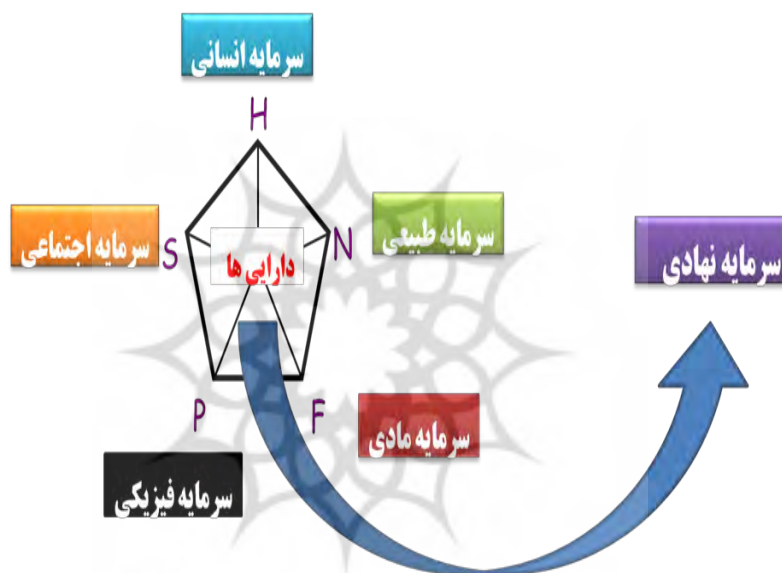 سرمایه انسانی
H
سرمایه اجتماعی
S
دارایی ها
N
سرمایه طبیعی
سرمایه نهادی
P
F
سرمایه مادی
سرمایه فیزیکی